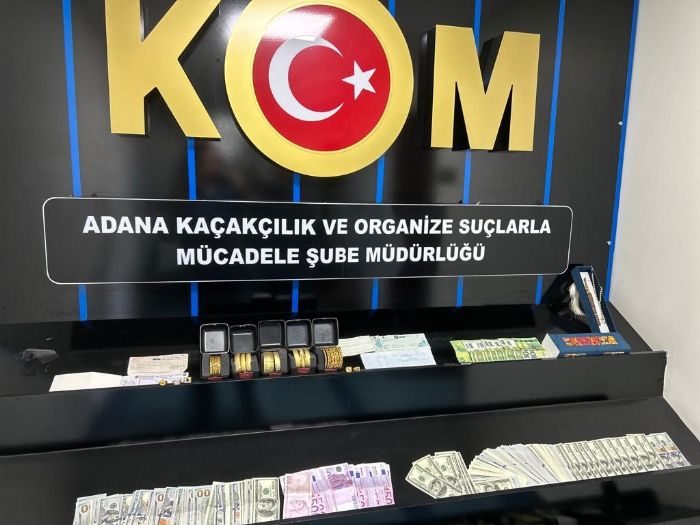 KOM
ADANA KAÇAKÇILIK VE ORGANİZE SUÇLARLA
MÜCADELE ŞUBE MÜDÜRLÜĞÜ